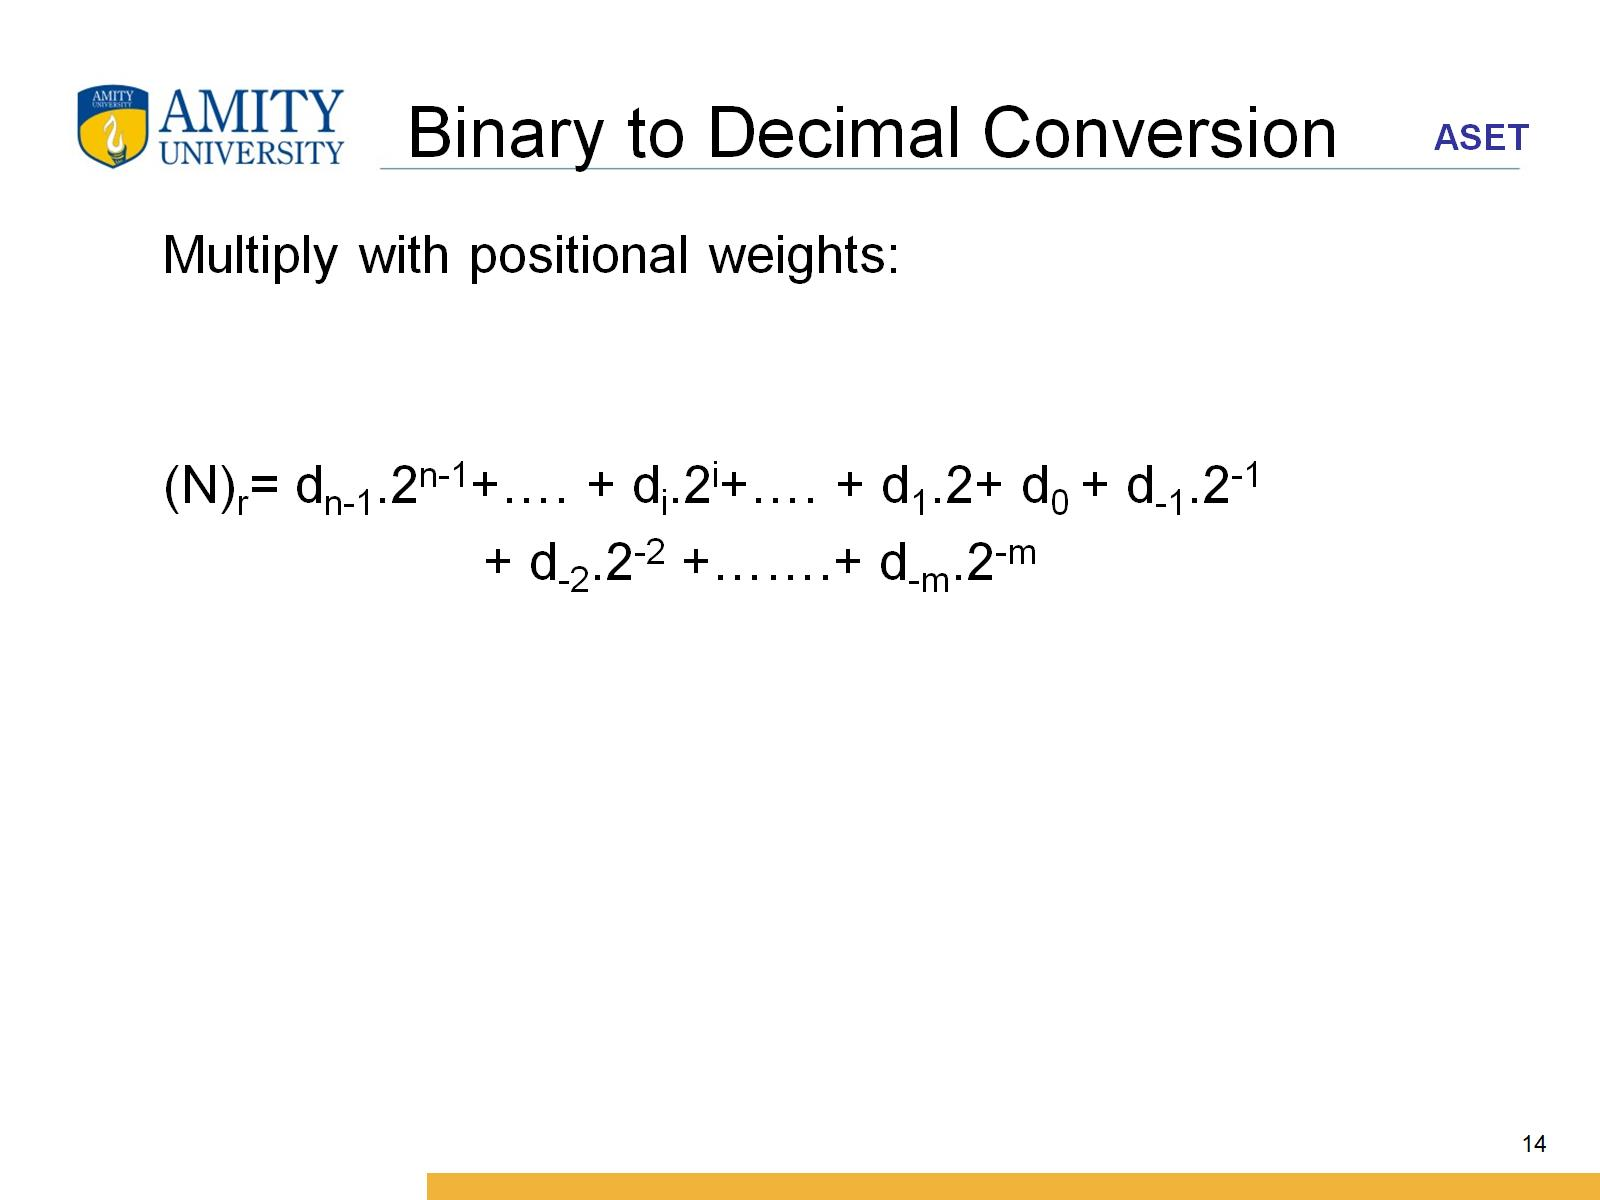 AMITY
UNIVERSITY
AMITY
UNIVERSITY
Binary to Decimal Conversion
ASET
Multiply with positional weights:
(N)r= dn-1.2n-1+…. + di.2i+…. + d1.2+ d0 + d-1.2-1
+ d-2.2-2 +…….+ d-m.2-m
14